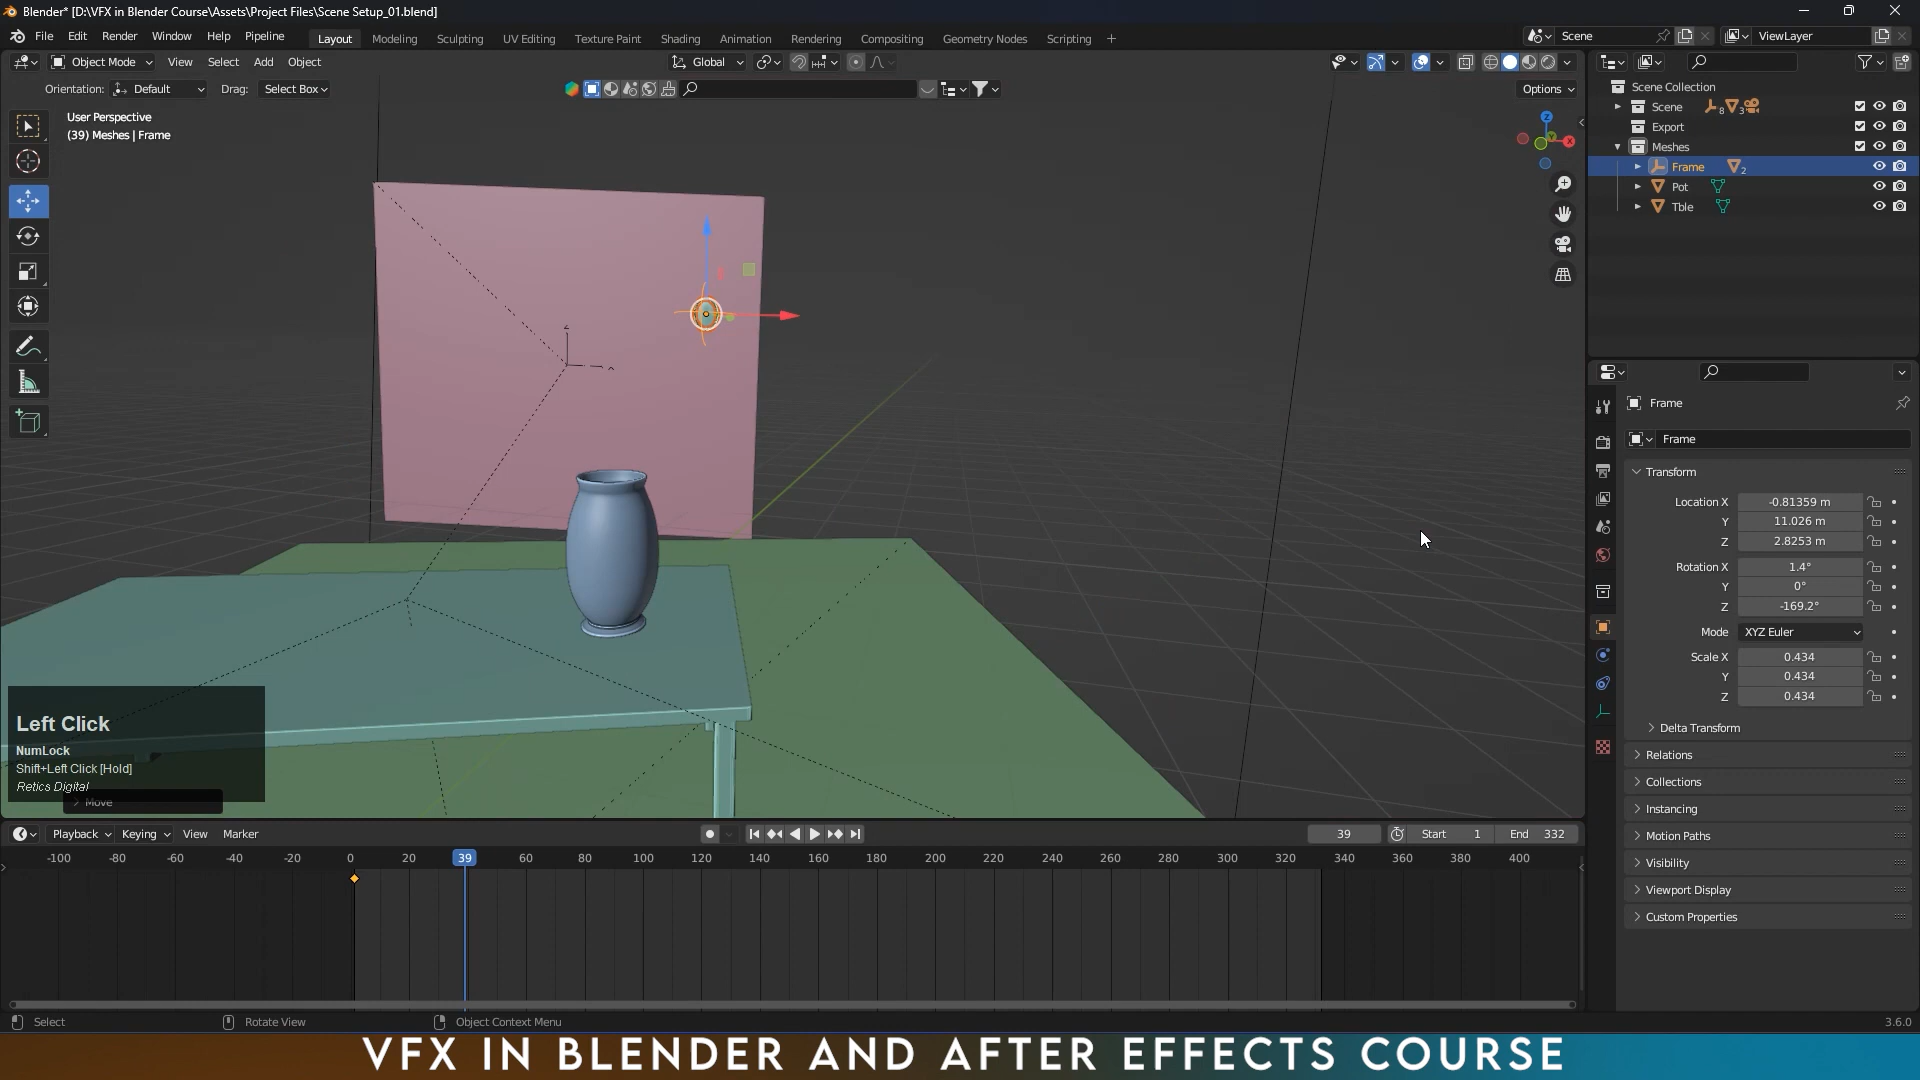 Blender* [D:\VFX in Blender Course\Assets\Project Files\Scene Setup_01.blend]
File Edit Render Window Help Pipeline Layout Modeling Sculpting UV Editing Texture Paint Shading Animation Rendering Compositing Geometry Nodes Scripting + Scene ViewLayer
Object Mode View Select Add Object Global
Orientation: Default Drag: Select Box Options
User Perspective
(39) Meshes | Frame
Scene Collection
Scene 8 3
Export
Meshes
Frame 2
Pot
Tble
Z
X
Y
Frame
Frame
Transform
Location X -0.81359 m
Y 11.026 m
Z 2.8253 m
Rotation X 1.4°
Y 0°
Z -169.2°
Mode XYZ Euler
Scale X 0.434
Y 0.434
Z 0.434
Delta Transform
Relations
Collections
Instancing
Motion Paths
Visibility
Viewport Display
Custom Properties
Left Click
NumLock
Shift+Left Click [Hold]
Retics Digital
Move
Playback Keying View Marker 39 Start 1 End 332
-100 -80 -60 -40 -20 0 20 39 60 80 100 120 140 160 180 200 220 240 260 280 300 320 340 360 380 400
Select Rotate View Object Context Menu 3.6.0
VFX IN BLENDER AND AFTER EFFECTS COURSE